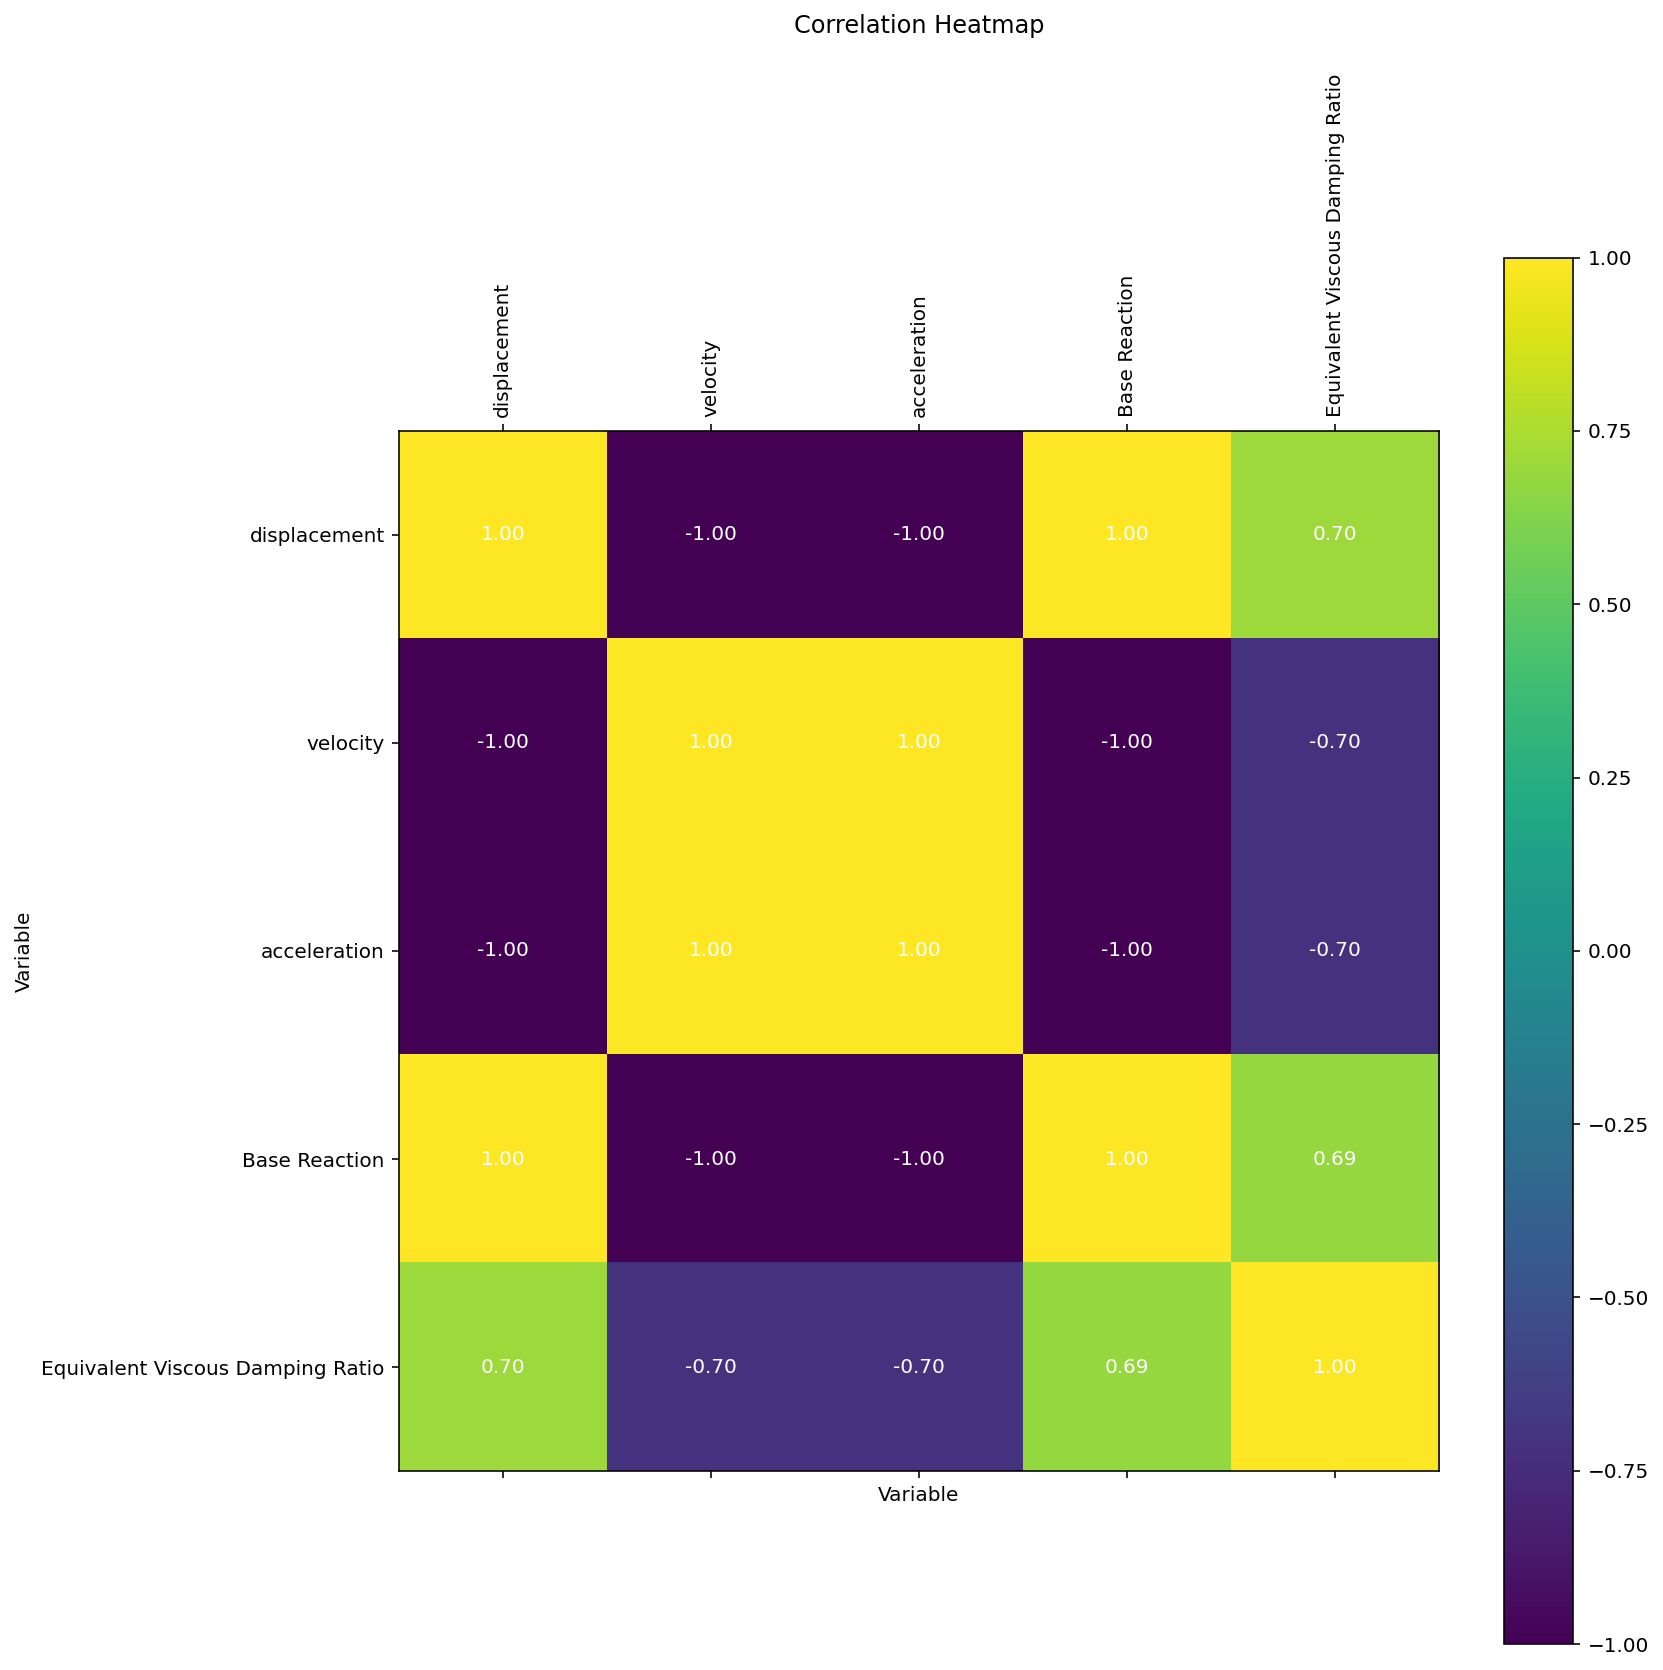 Correlation Heatmap
displacement
velocity
acceleration
Base Reaction
Equivalent Viscous Damping Ratio
displacement 1.00 -1.00 -1.00 1.00 0.70
velocity -1.00 1.00 1.00 -1.00 -0.70
acceleration -1.00 1.00 1.00 -1.00 -0.70
Base Reaction 1.00 -1.00 -1.00 1.00 0.69
Equivalent Viscous Damping Ratio 0.70 -0.70 -0.70 0.69 1.00
Variable
Variable
1.00
0.75
0.50
0.25
0.00
−0.25
−0.50
−0.75
−1.00